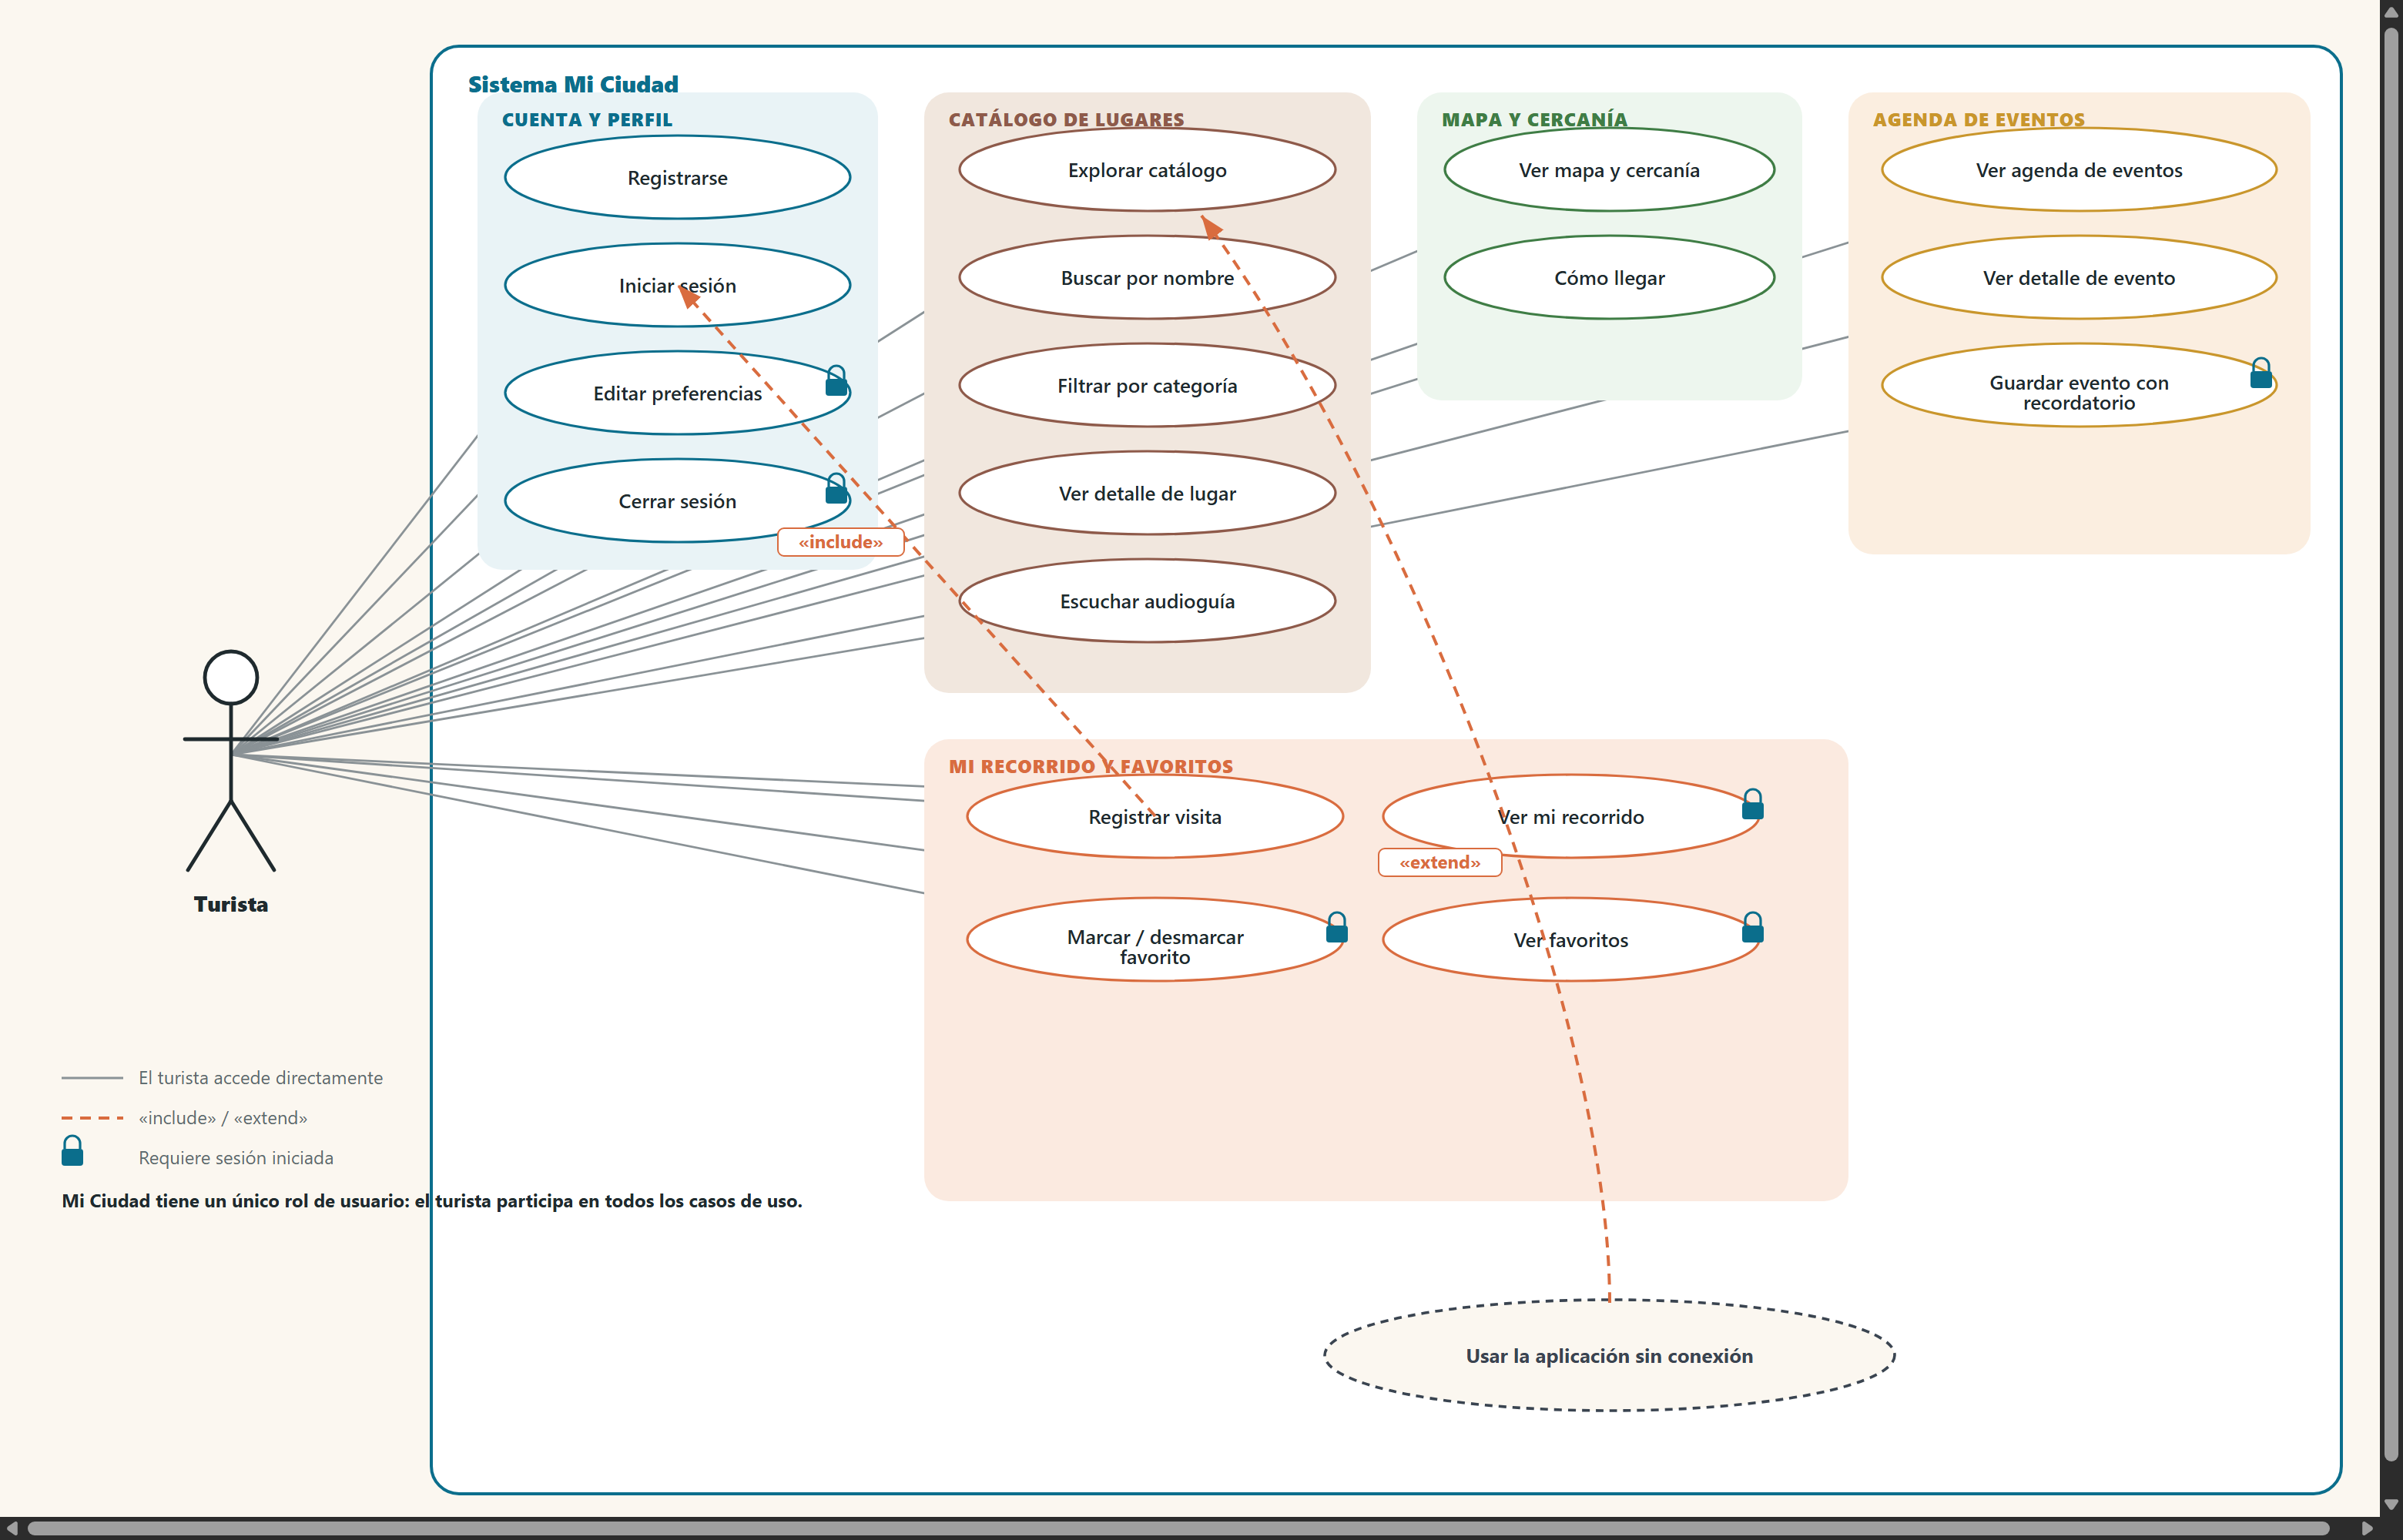 Sistema Mi Ciudad
CUENTA Y PERFIL
Registrarse
Iniciar sesión
Editar preferencias
Cerrar sesión
«include»
CATÁLOGO DE LUGARES
Explorar catálogo
Buscar por nombre
Filtrar por categoría
Ver detalle de lugar
Escuchar audioguía
MAPA Y CERCANÍA
Ver mapa y cercanía
Cómo llegar
AGENDA DE EVENTOS
Ver agenda de eventos
Ver detalle de evento
Guardar evento con
recordatorio
MI RECORRIDO Y FAVORITOS
Registrar visita
Ver mi recorrido
«extend»
Marcar / desmarcar
favorito
Ver favoritos
Turista
El turista accede directamente
«include» / «extend»
Requiere sesión iniciada
Mi Ciudad tiene un único rol de usuario: el turista participa en todos los casos de uso.
Usar la aplicación sin conexión